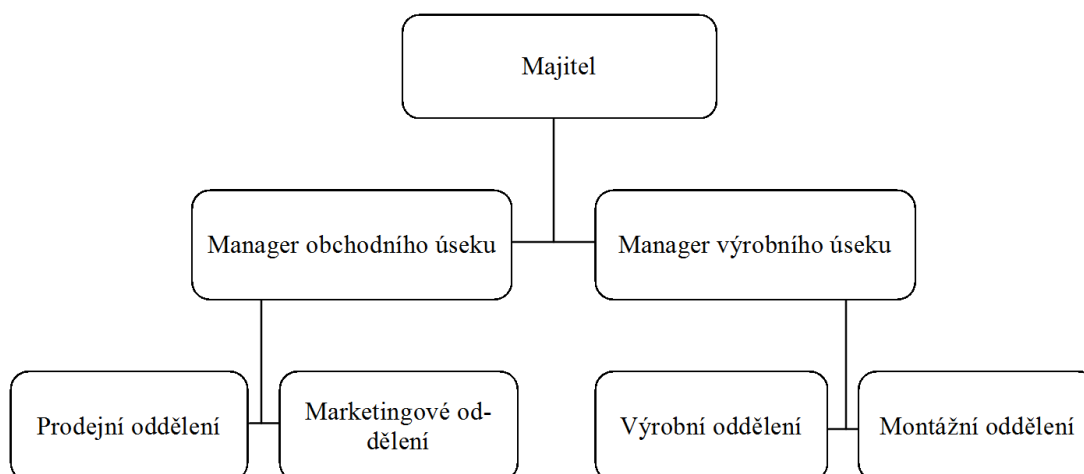 Majitel
Manager obchodního úseku
Manager výrobního úseku
Prodejní oddělení
Marketingové od-
dělení
Výrobní oddělení
Montážní oddělení